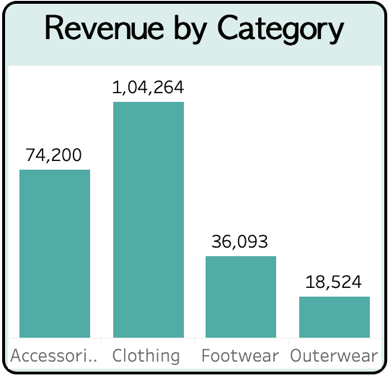 Revenue by Category
1,04,264
74,200
36,093
18,524
Accessori.. Clothing Footwear Outerwear